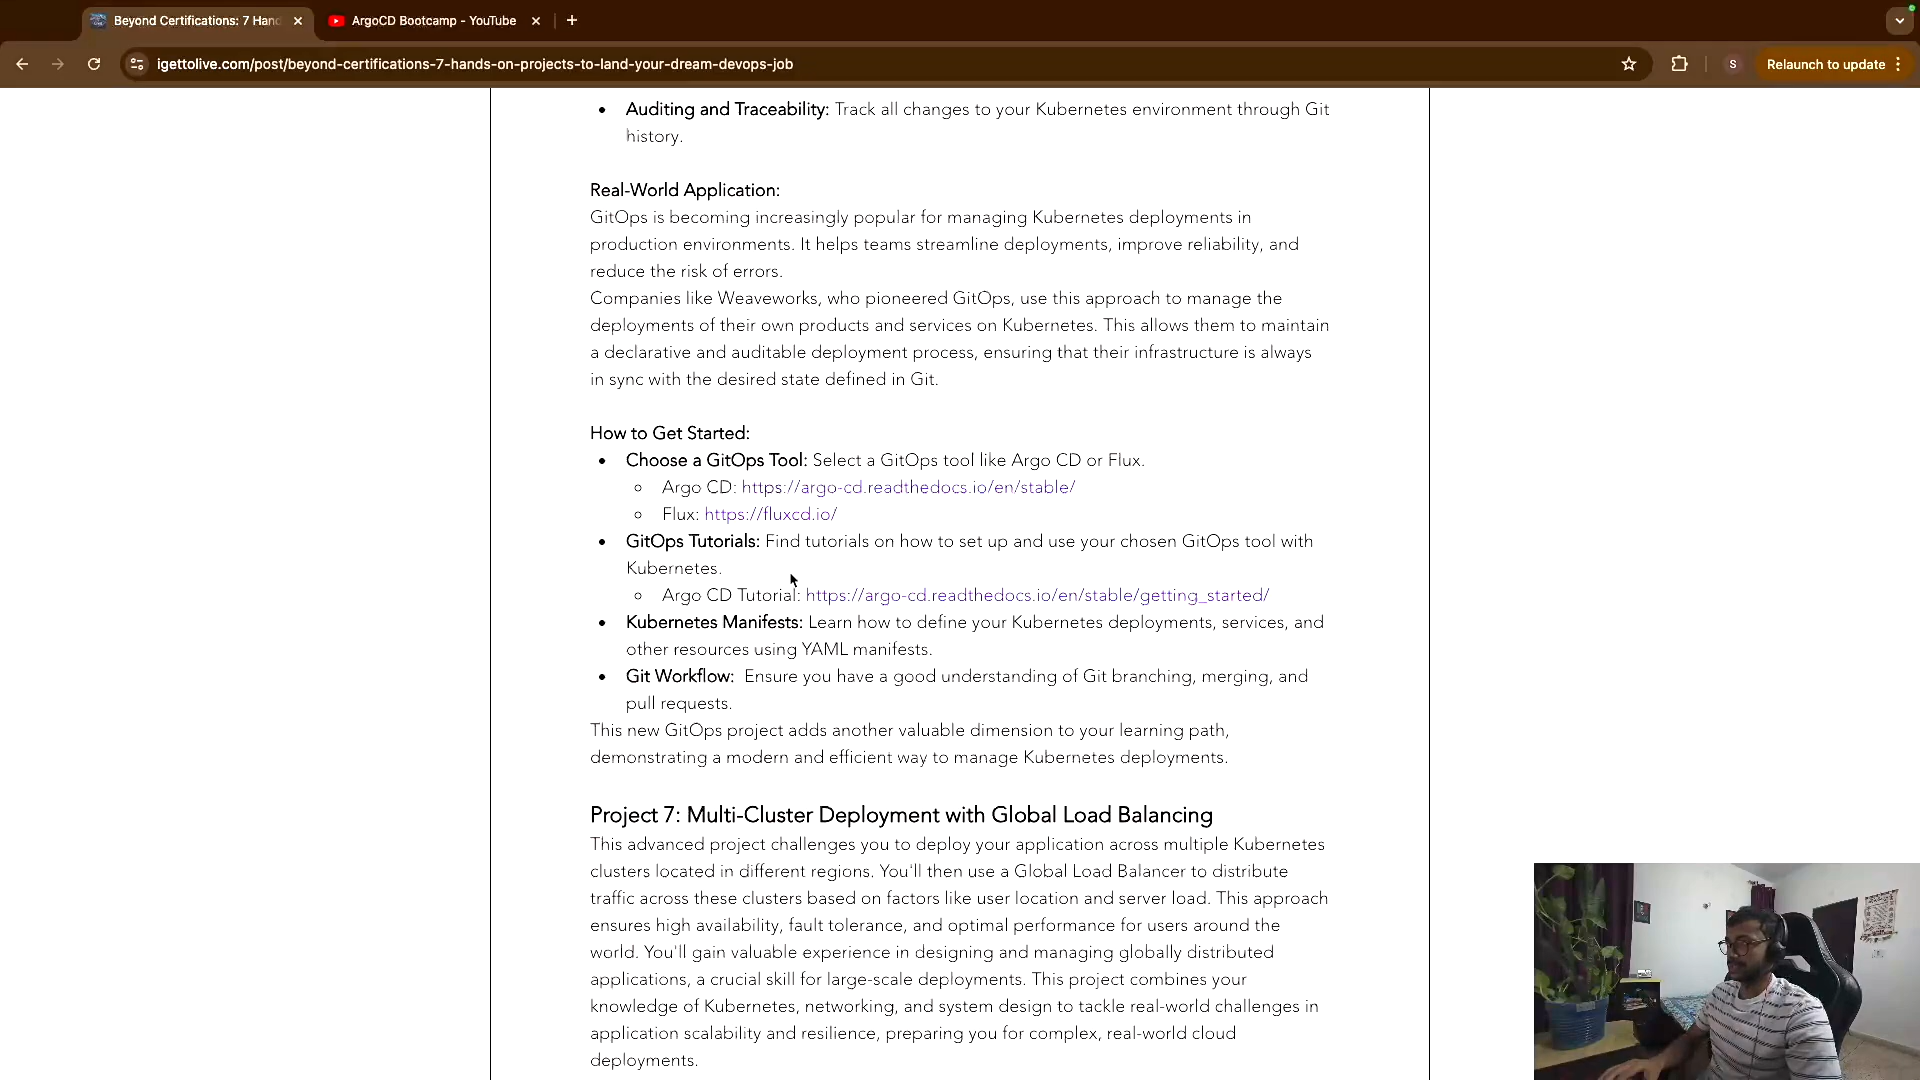 Beyond Certifications: 7 Hand
ArgoCD Bootcamp - YouTube
igettolive.com/post/beyond-certifications-7-hands-on-projects-to-land-your-dream-devops-job
S
Relaunch to update
• Auditing and Traceability: Track all changes to your Kubernetes environment through Git
history.
Real-World Application:
GitOps is becoming increasingly popular for managing Kubernetes deployments in
production environments. It helps teams streamline deployments, improve reliability, and
reduce the risk of errors.
Companies like Weaveworks, who pioneered GitOps, use this approach to manage the
deployments of their own products and services on Kubernetes. This allows them to maintain
a declarative and auditable deployment process, ensuring that their infrastructure is always
in sync with the desired state defined in Git.
How to Get Started:
• Choose a GitOps Tool: Select a GitOps tool like Argo CD or Flux.
○ Argo CD: https://argo-cd.readthedocs.io/en/stable/
○ Flux: https://fluxcd.io/
• GitOps Tutorials: Find tutorials on how to set up and use your chosen GitOps tool with
Kubernetes.
○ Argo CD Tutorial: https://argo-cd.readthedocs.io/en/stable/getting_started/
• Kubernetes Manifests: Learn how to define your Kubernetes deployments, services, and
other resources using YAML manifests.
• Git Workflow:  Ensure you have a good understanding of Git branching, merging, and
pull requests.
This new GitOps project adds another valuable dimension to your learning path,
demonstrating a modern and efficient way to manage Kubernetes deployments.
Project 7: Multi-Cluster Deployment with Global Load Balancing
This advanced project challenges you to deploy your application across multiple Kubernetes
clusters located in different regions. You'll then use a Global Load Balancer to distribute
traffic across these clusters based on factors like user location and server load. This approach
ensures high availability, fault tolerance, and optimal performance for users around the
world. You'll gain valuable experience in designing and managing globally distributed
applications, a crucial skill for large-scale deployments. This project combines your
knowledge of Kubernetes, networking, and system design to tackle real-world challenges in
application scalability and resilience, preparing you for complex, real-world cloud
deployments.